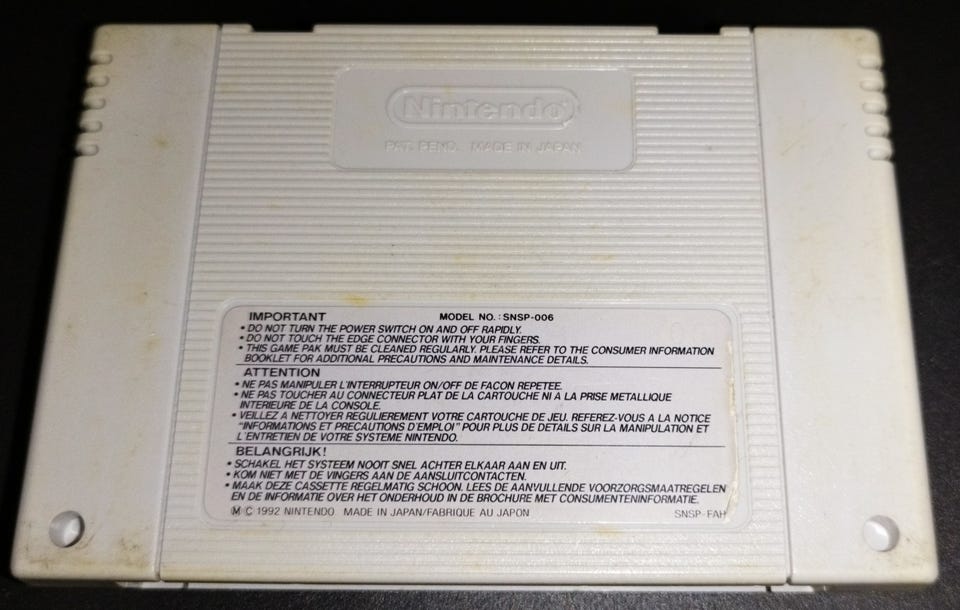 Nintendo®
PAT. PEND. MADE IN JAPAN
IMPORTANT MODEL NO.: SNSP-006
• DO NOT TURN THE POWER SWITCH ON AND OFF RAPIDLY.
• DO NOT TOUCH THE EDGE CONNECTOR WITH YOUR FINGERS.
• THIS GAME PAK MUST BE CLEANED REGULARLY. PLEASE REFER TO THE CONSUMER INFORMATION
BOOKLET FOR ADDITIONAL PRECAUTIONS AND MAINTENANCE DETAILS.
ATTENTION
• NE PAS MANIPULER L'INTERRUPTEUR ON/OFF DE FACON REPETEE.
• NE PAS TOUCHER AU CONNECTEUR PLAT DE LA CARTOUCHE NI A LA PRISE METALLIQUE
INTERIEURE DE LA CONSOLE.
• VEILLEZ A NETTOYER REGULIEREMENT VOTRE CARTOUCHE DE JEU. REFEREZ-VOUS A LA NOTICE
"INFORMATIONS ET PRECAUTIONS D'EMPLOI" POUR PLUS DE DETAILS SUR LA MANIPULATION ET
L'ENTRETIEN DE VOTRE SYSTEME NINTENDO.
BELANGRIJK!
• SCHAKEL HET SYSTEEM NOOIT SNEL ACHTER ELKAAR AAN EN UIT.
• KOM NIET MET DE VINGERS AAN DE AANSLUITCONTACTEN.
• MAAK DEZE CASSETTE REGELMATIG SCHOON. LEES DE AANVULLENDE VOORZORGSMAATREGELEN
EN DE INFORMATIE OVER HET ONDERHOUD IN DE BROCHURE MET CONSUMENTENINFORMATIE.
Ⓜ © 1992 NINTENDO MADE IN JAPAN/FABRIQUE AU JAPON SNSP-FAH